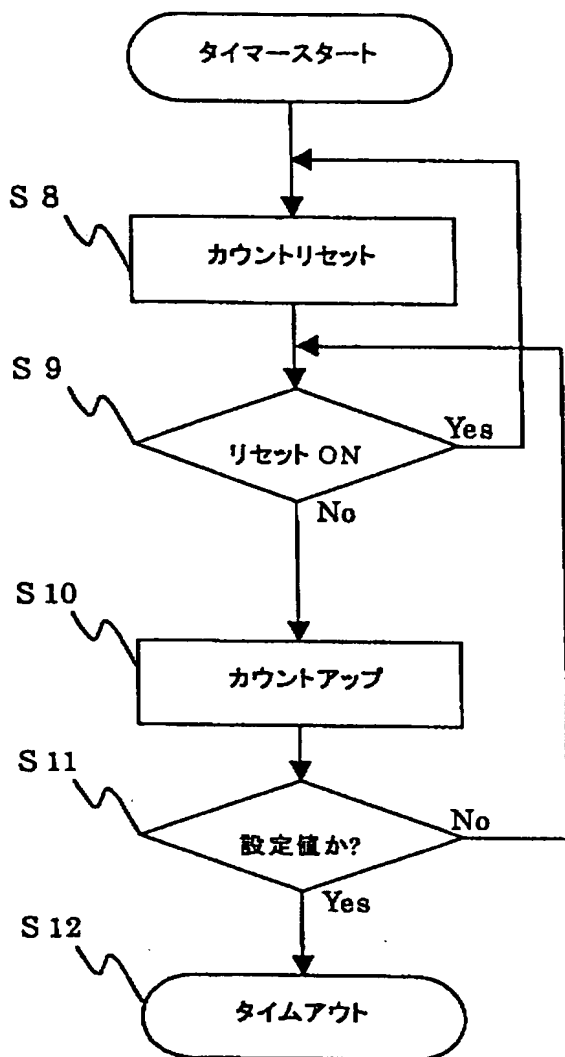 タイマースタート
S 8
カウントリセット
S 9
リセット ON
Yes
No
S 10
カウントアップ
S 11
設定値か?
No
Yes
S 12
タイムアウト